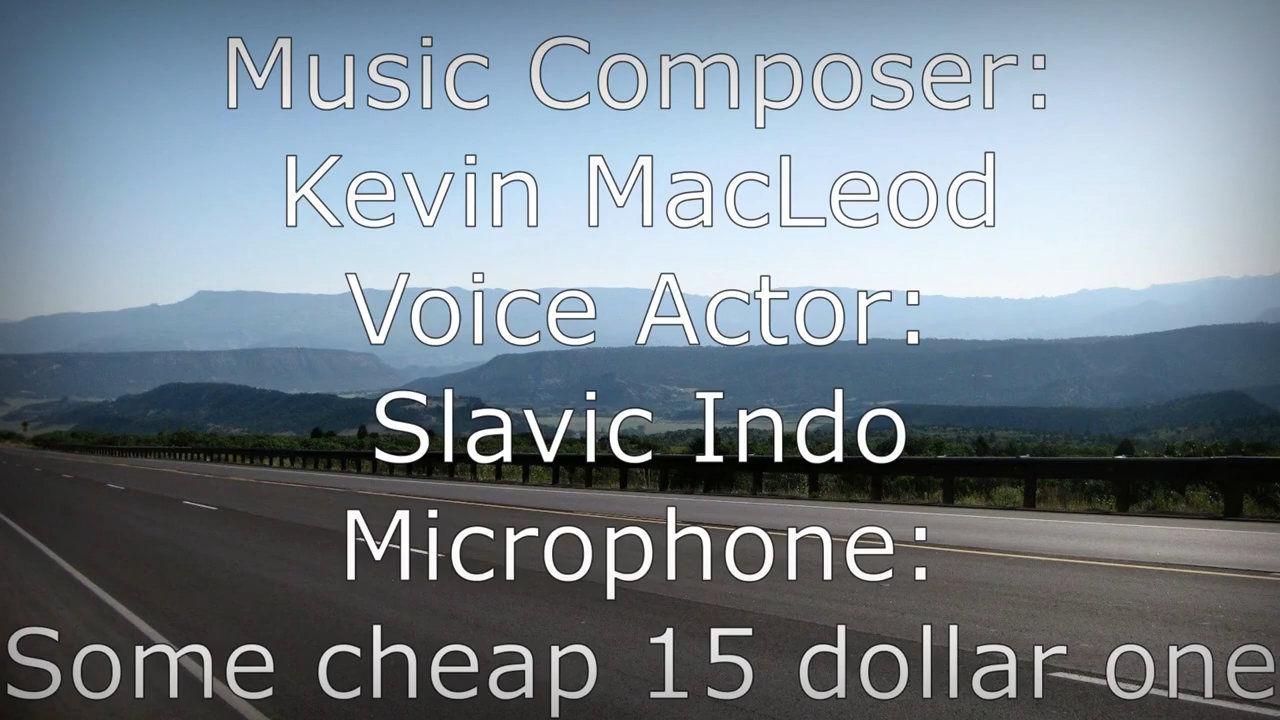 Music Composer:
Kevin MacLeod
Voice Actor:
Slavic Indo
Microphone:
Some cheap 15 dollar one